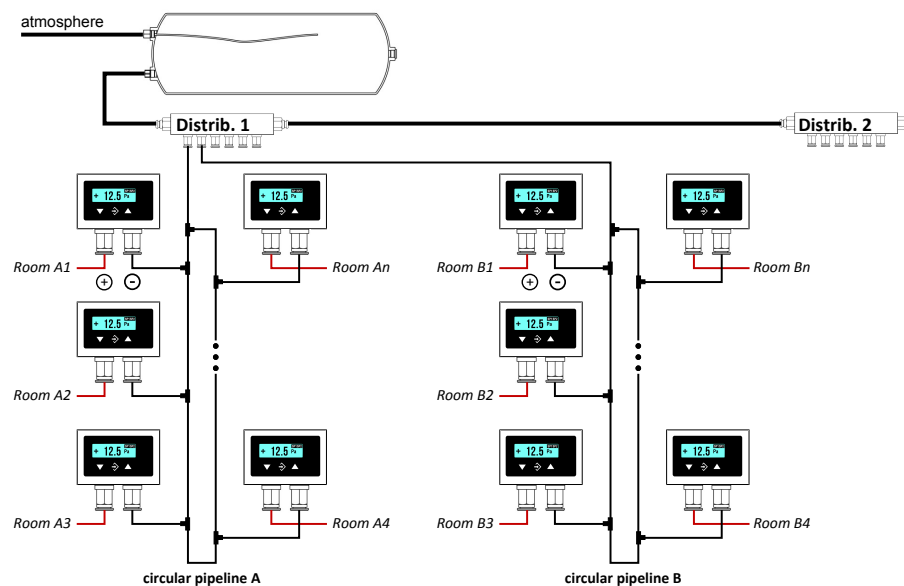 atmosphere
Distrib. 1
Distrib. 2
+ 12.5 Pa
+ 12.5 Pa
+ 12.5 Pa
+ 12.5 Pa
Room A1
Room An
Room B1
Room Bn
+ -
+ -
+ 12.5 Pa
+ 12.5 Pa
Room A2
Room B2
+ 12.5 Pa
+ 12.5 Pa
+ 12.5 Pa
+ 12.5 Pa
Room A3
Room A4
Room B3
Room B4
circular pipeline A
circular pipeline B